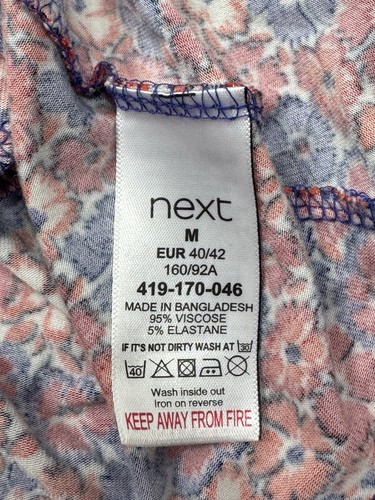 next
M
EUR 40/42
160/92A
419-170-046
MADE IN BANGLADESH
95% VISCOSE
5% ELASTANE
IF IT'S NOT DIRTY WASH AT 30
40
Wash inside out
Iron on reverse
KEEP AWAY FROM FIRE